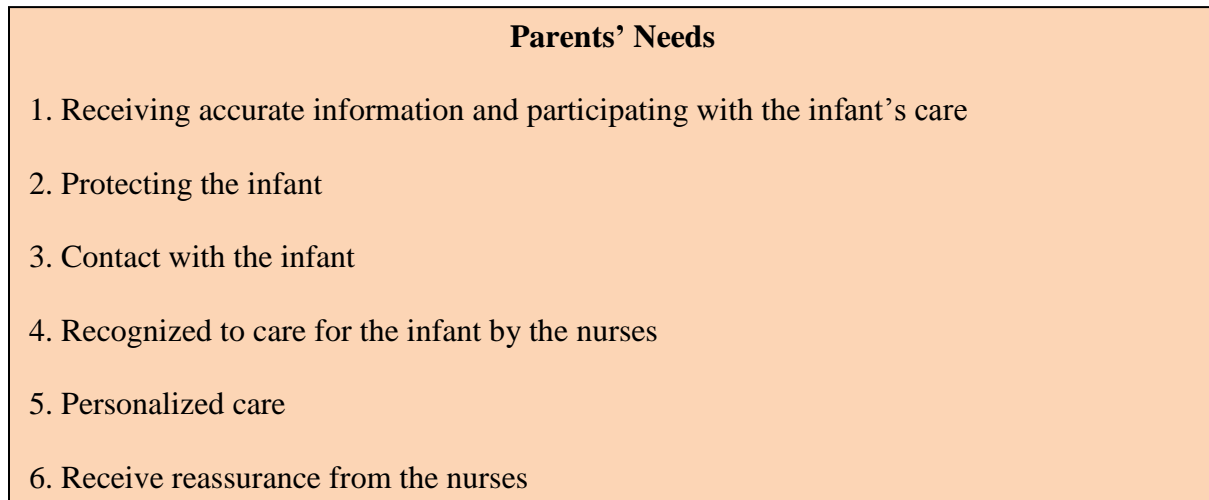 Parents’ Needs
1. Receiving accurate information and participating with the infant’s care
2. Protecting the infant
3. Contact with the infant
4. Recognized to care for the infant by the nurses
5. Personalized care
6. Receive reassurance from the nurses